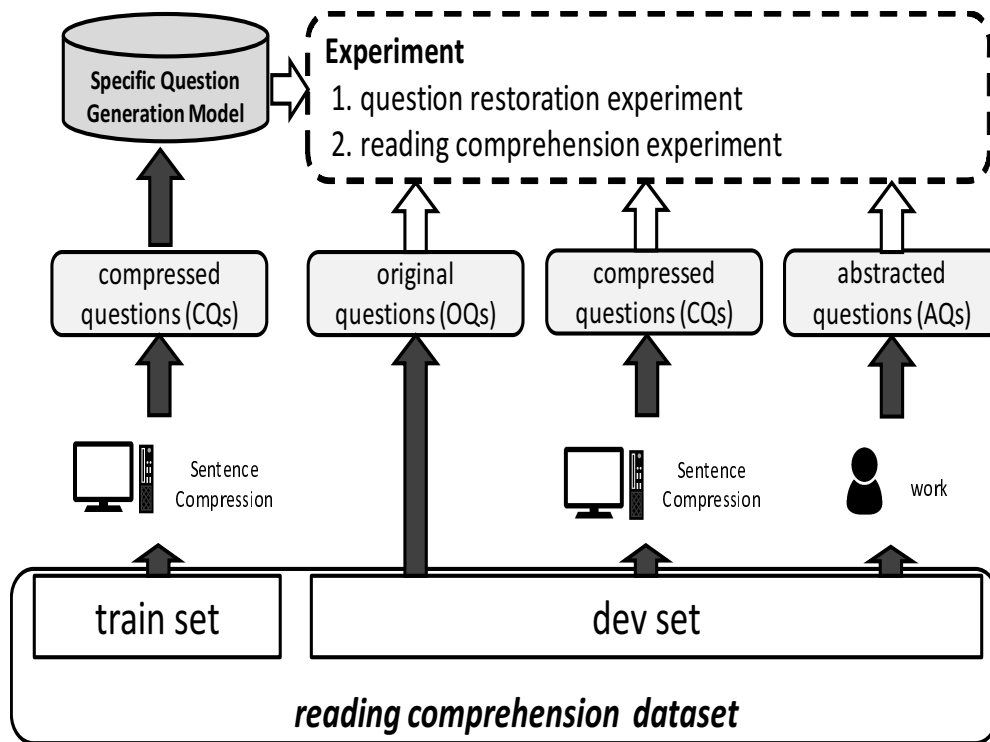 Specific Question
Generation Model
Experiment
1. question restoration experiment
2. reading comprehension experiment
compressed
questions (CQs)
original
questions (OQs)
compressed
questions (CQs)
abstracted
questions (AQs)
Sentence
Compression
Sentence
Compression
work
train set
dev set
reading comprehension dataset